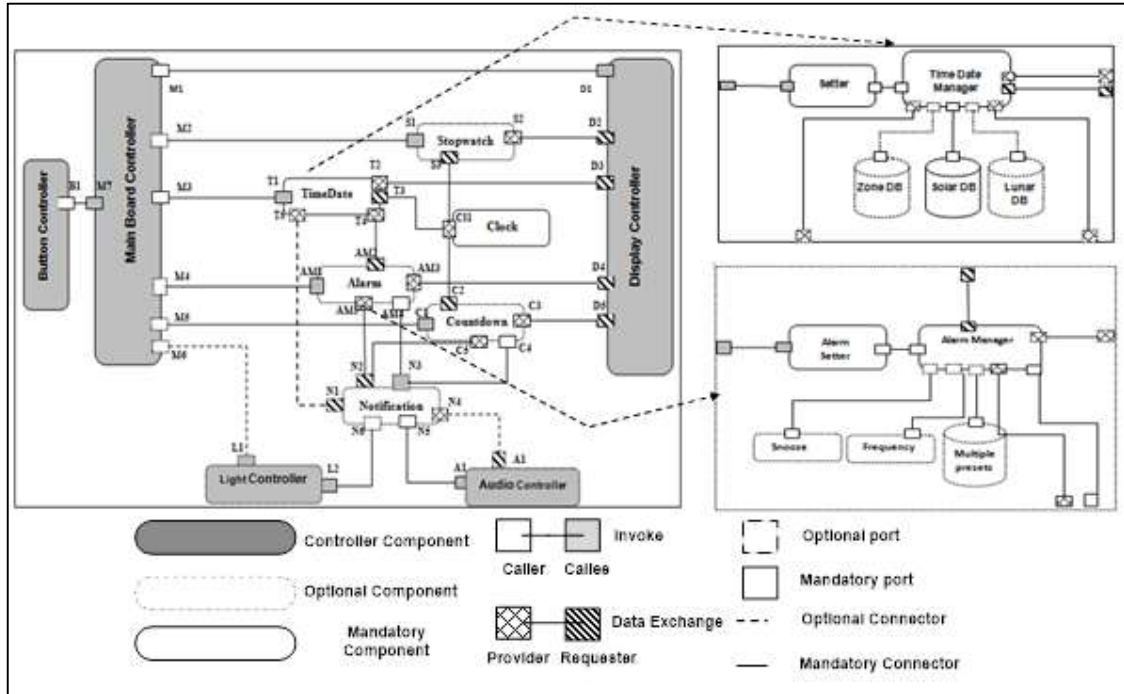 M1
D1
M2
S1
S2
D2
Stopwatch
S3
D3
Button Controller
B1
M7
Main Board Controller
M3
T1
T2
TimeDate
T3
T5
T4
CS1
Clock
Display Controller
AM2
M4
AM1
AM3
D4
Alarm
C2
AM5
AM4
M5
C1
C3
D5
Countdown
C5
C4
M6
N2
N3
N1
Notification
N4
N6
N5
L1
Light Controller
L2
A1
Audio Controller
Setter
Time Date
Manager
Zone DB
Solar DB
Lunar
DB
Alarm
Setter
Alarm Manager
Snooze
Frequency
Multiple
presets
Controller Component
Invoke
Caller
Callee
Optional port
Optional Component
Mandatory port
Mandatory
Component
Data Exchange
Provider
Requester
Optional Connector
Mandatory Connector